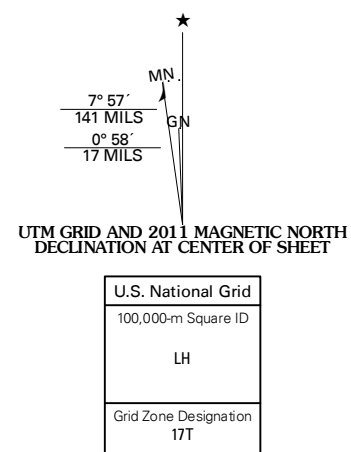 ★
M.N.
7° 57´
141 MILS
GN
0° 58´
17 MILS
UTM GRID AND 2011 MAGNETIC NORTH
DECLINATION AT CENTER OF SHEET
U.S. National Grid
100,000-m Square ID
LH
Grid Zone Designation
17T